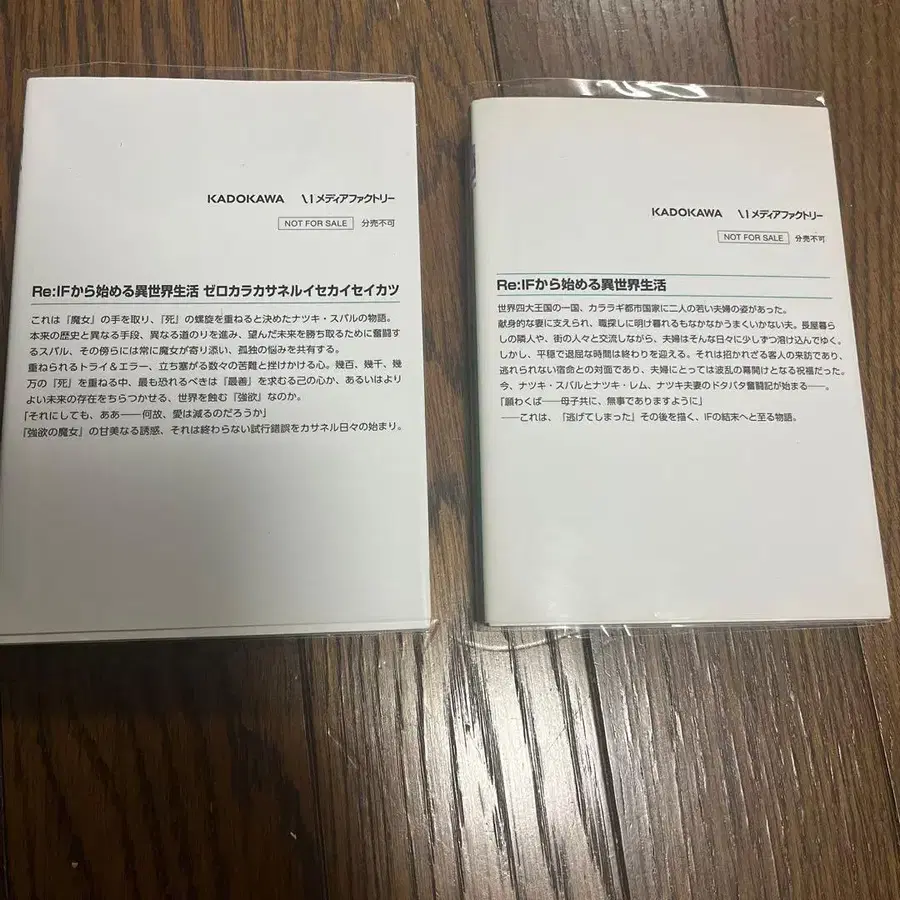 KADOKAWA メディアファクトリー
NOT FOR SALE 分売不可
Re:IFから始める異世界生活 ゼロカラカサネルイセカイセイカツ
これは『魔女』の手を取り、『死』の螺旋を重ねると決めたナツキ・スバルの物語。
本来の歴史と異なる手段、異なる道のりを進み、望んだ未来を勝ち取るために奮闘す
るスバル、その傍らには常に魔女が寄り添い、孤独の悩みを共有する。
重ねられるトライ＆エラー、立ち塞がる数々の苦難と挫けかける心。幾百、幾千、幾
万の『死』を重ねる中、最も恐れるべきは『最善』を求む己の心か、あるいはより
よい未来の存在をちらつかせる、世界を蝕む『強欲』なのか。
「それにしても、ああ――何故、愛は減るのだろうか」
『強欲の魔女』の甘美なる誘惑、それは終わらない試行錯誤をカサネル日々の始まり。
KADOKAWA メディアファクトリー
NOT FOR SALE 分売不可
Re:IFから始める異世界生活
世界四大王国の一国、カララギ都市国家に二人の若い夫婦の姿があった。
献身的な妻に支えられ、職探しに明け暮れるもなかなかうまくいかない夫。長屋暮ら
しの隣人や、街の人々と交流しながら、夫婦はそんな日々に少しずつ溶け込んでゆく。
しかし、平穏で退屈な時間は終わりを迎える。それは招かれざる客人の来訪であり、
逃れられない宿命との対面であり、夫婦にとっては波乱の幕開けとなる祝福だった。
今、ナツキ・スバルとナツキ・レム、ナツキ夫妻のドタバタ奮闘記が始まる――。
「願わくば――母子共に、無事でありますように」
――これは、『逃げてしまった』その後を描く、IFの結末へと至る物語。